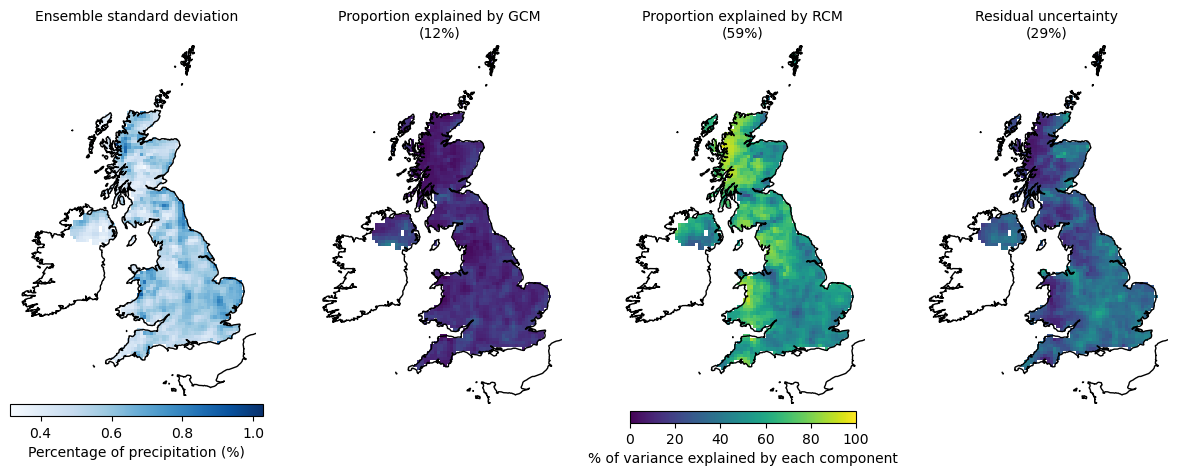 Ensemble standard deviation
Proportion explained by GCM
(12%)
Proportion explained by RCM
(59%)
Residual uncertainty
(29%)
0.4 0.6 0.8 1.0
Percentage of precipitation (%)
0 20 40 60 80 100
% of variance explained by each component